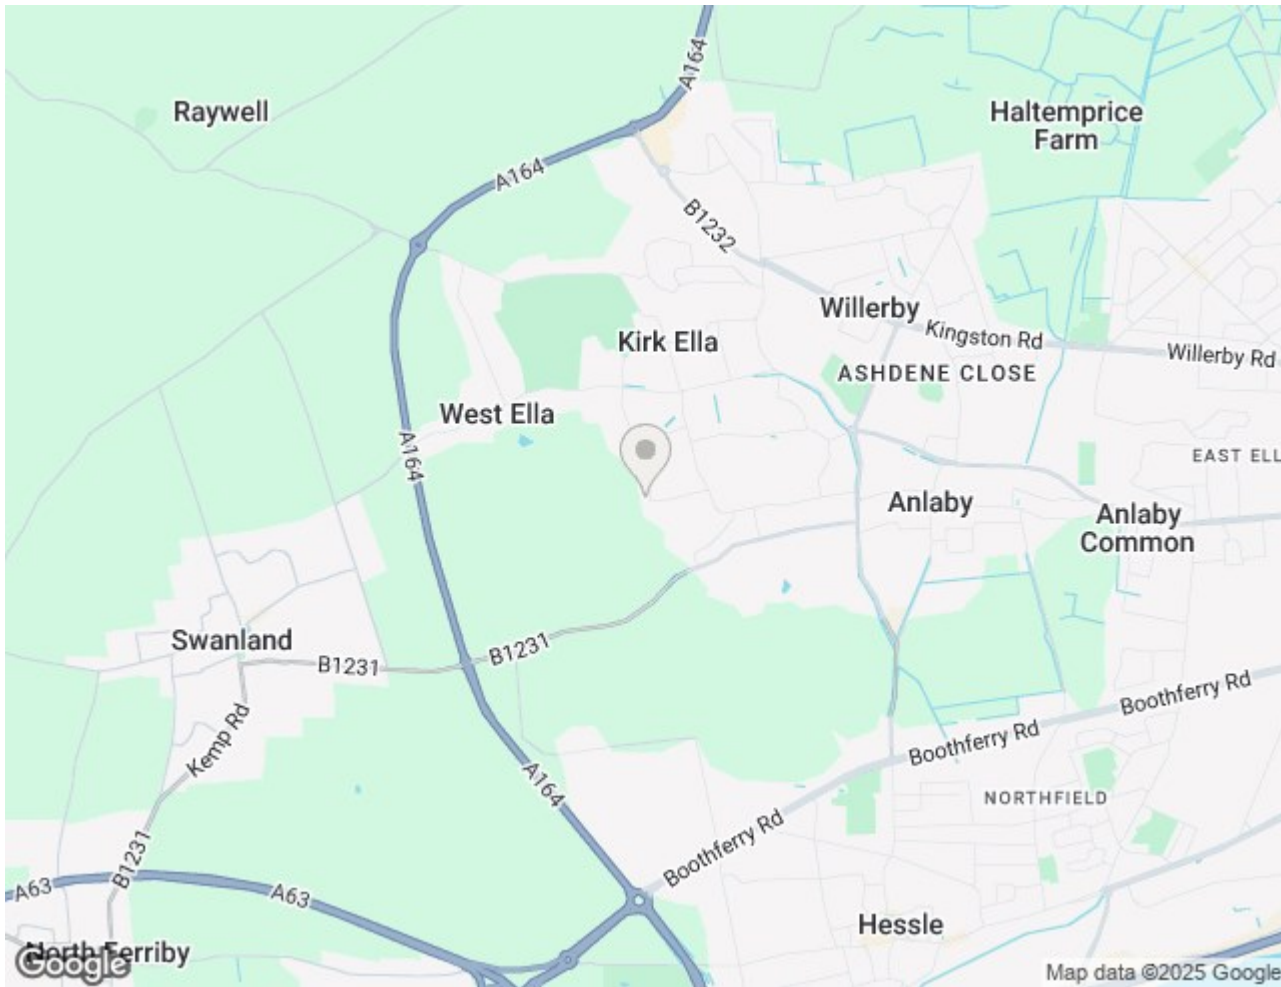 A164
Raywell
Haltemprice
Farm
A164
B1232
Willerby
Kirk Ella
Kingston Rd
Willerby Rd
ASHDENE CLOSE
West Ella
A164
EAST ELL
Anlaby
Anlaby
Common
Swanland
B1231
B1231
Boothferry Rd
Kemp Rd
Boothferry Rd
A164
NORTHFIELD
Boothferry Rd
B1231
A63
A63
Hessle
North Ferriby
Google
Map data ©2025 Google